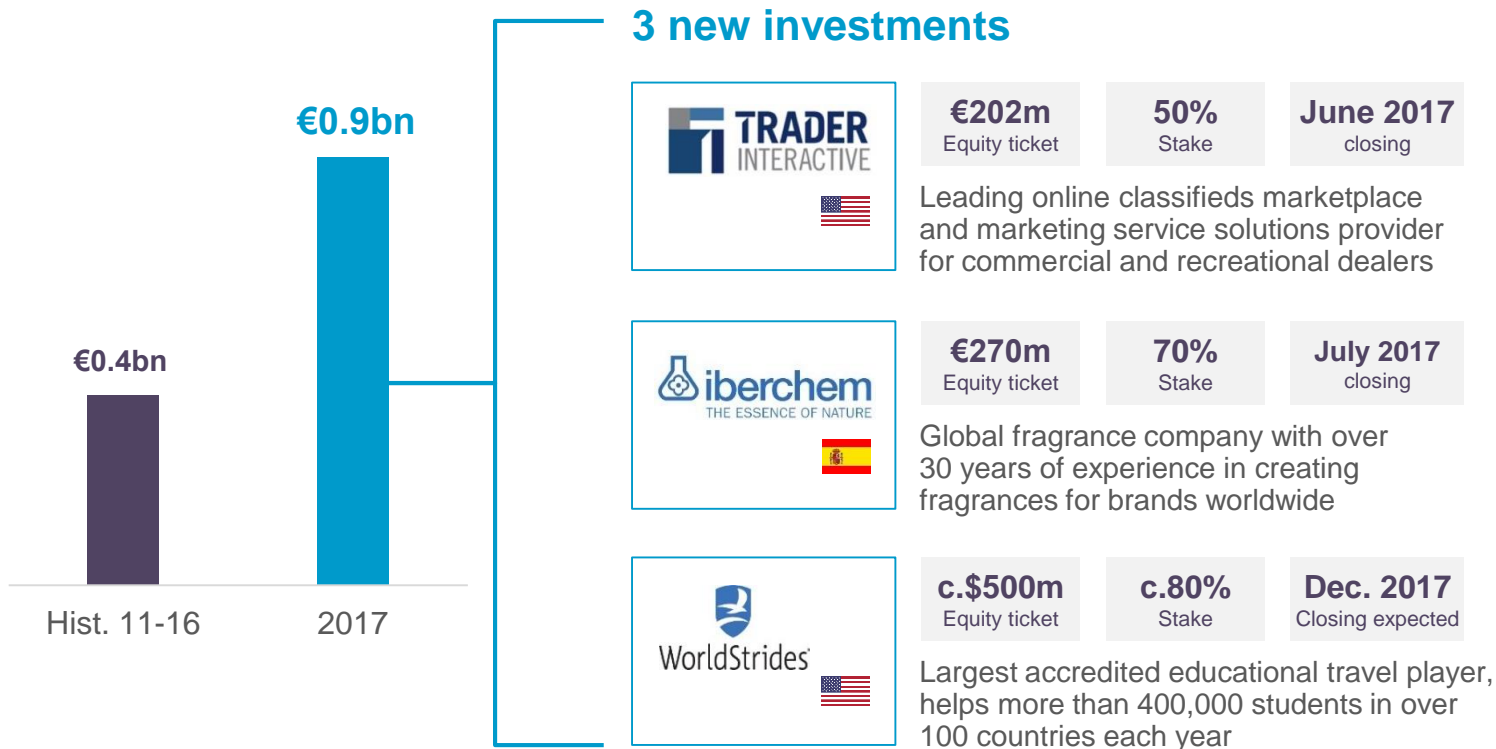 3 new investments
€0.9bn
€0.4bn
Hist. 11-16
2017
TRADER
INTERACTIVE
€202m
Equity ticket
50%
Stake
June 2017
closing
Leading online classifieds marketplace
and marketing service solutions provider
for commercial and recreational dealers
iberchem
THE ESSENCE OF NATURE
€270m
Equity ticket
70%
Stake
July 2017
closing
Global fragrance company with over
30 years of experience in creating
fragrances for brands worldwide
WorldStrides
c.$500m
Equity ticket
c.80%
Stake
Dec. 2017
Closing expected
Largest accredited educational travel player,
helps more than 400,000 students in over
100 countries each year